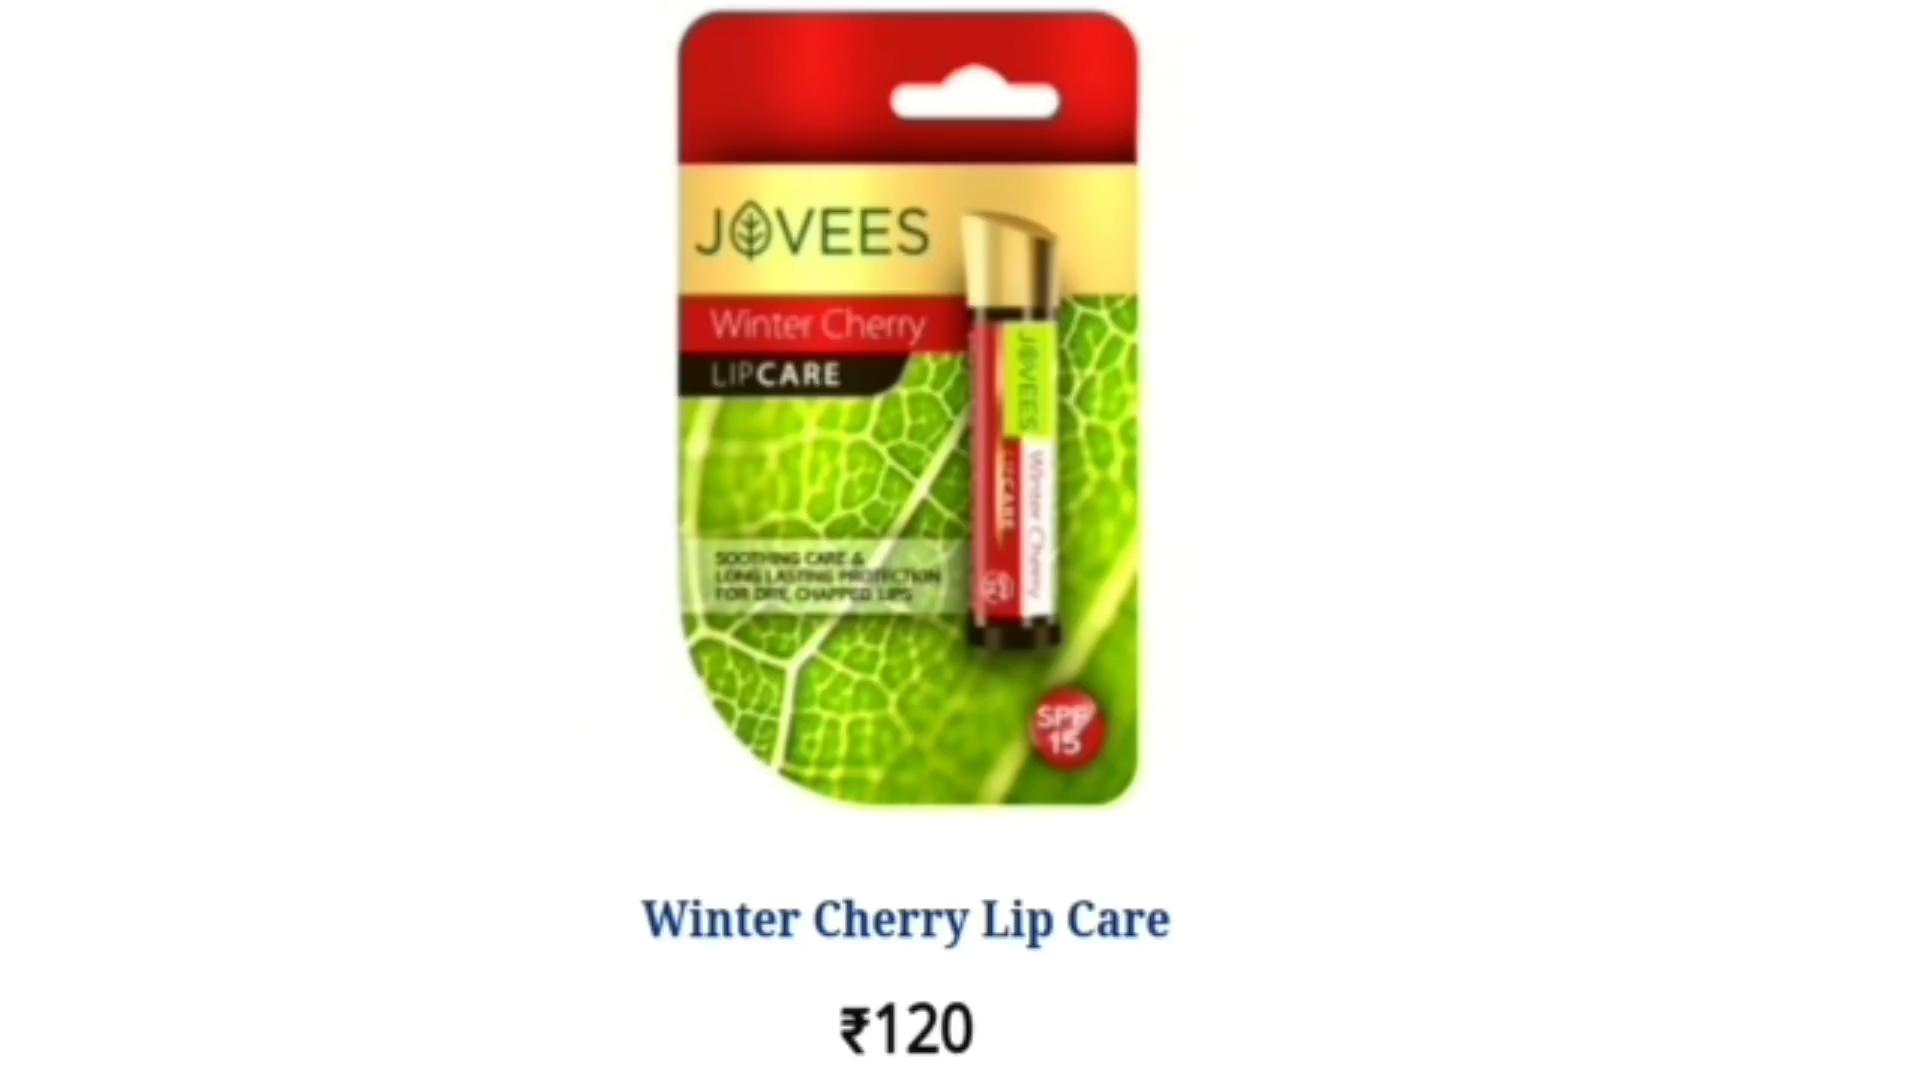 JOVEES
Winter Cherry
LIPCARE
JOVEES
Winter Cherry
LIPCARE
SOOTHING CARE &
LONG LASTING PROTECTION
FOR DRY, CHAPPED LIPS
SPF
15
Winter Cherry Lip Care
₹120